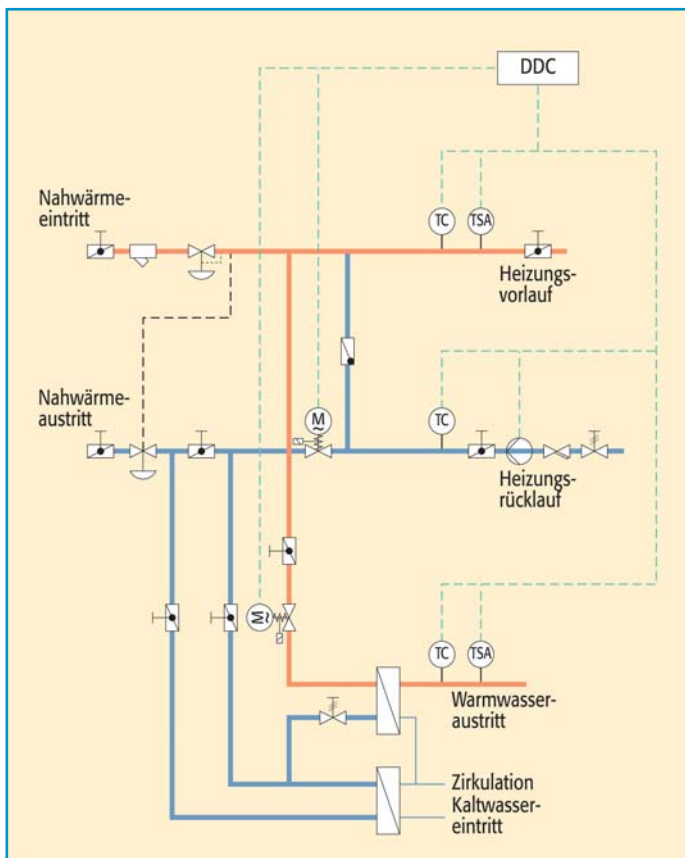 DDC
Nahwärme-
eintritt
TC
TSA
Heizungs-
vorlauf
Nahwärme-
austritt
M
~
TC
Heizungs-
rücklauf
M
~
TC
TSA
Warmwasser-
austritt
Zirkulation
Kaltwasser-
eintritt